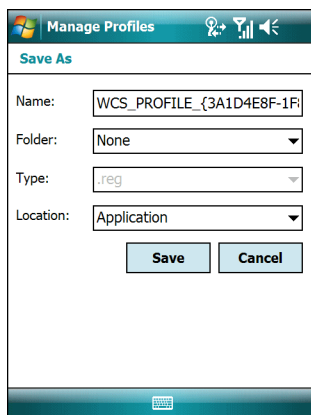 Manage Profiles
Save As
Name: WCS_PROFILE_{3A1D4E8F-1F
Folder: None
Type: .reg
Location: Application
Save Cancel